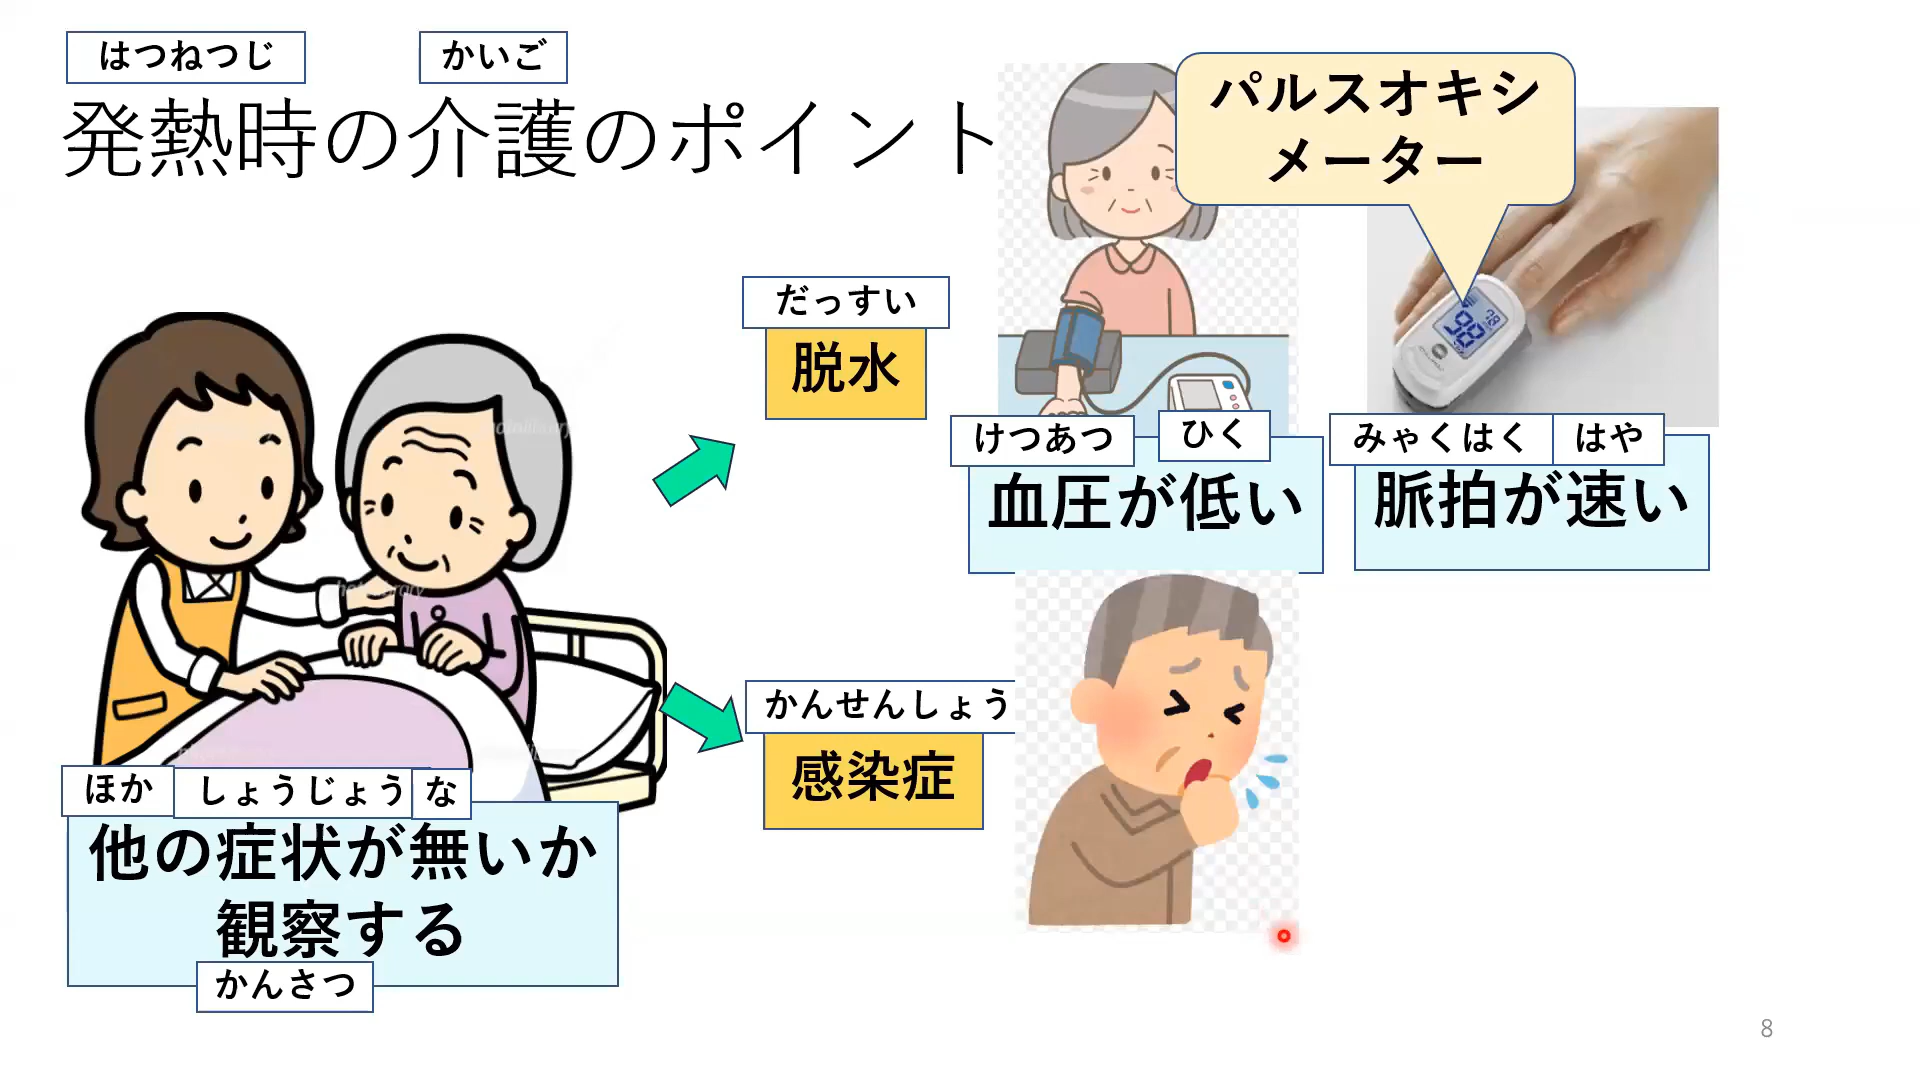 はつねつじ
かいご
発熱時の介護のポイント
パルスオキシ
メーター
だっすい
脱水
けつあつ
ひく
血圧が低い
みゃくはく
はや
脈拍が速い
98
78
かんせんしょう
感染症
ほか
しょうじょう
な
他の症状が無いか
観察する
かんさつ
8